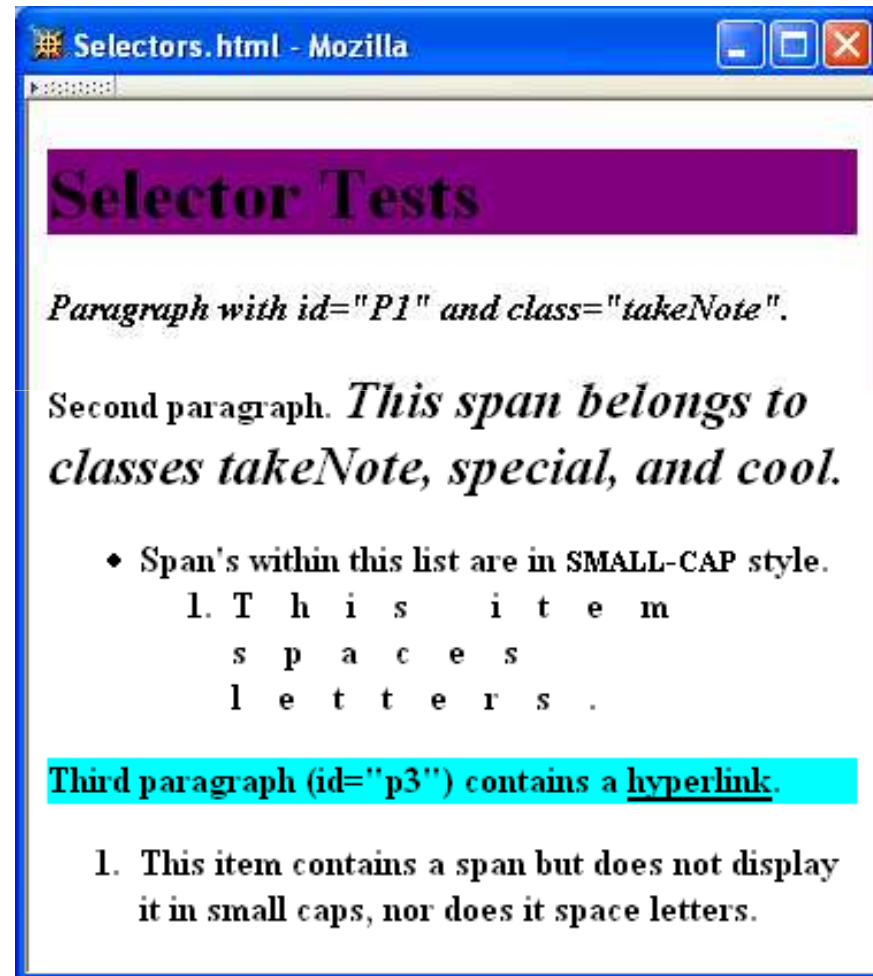 Selectors.html - Mozilla
Selector Tests
Paragraph with id="P1" and class="takeNote".
Second paragraph. This span belongs to
classes takeNote, special, and cool.
• Span's within this list are in SMALL-CAP style.
1. T h i s i t e m
s p a c e s
l e t t e r s .
Third paragraph (id="p3") contains a hyperlink.
1. This item contains a span but does not display
it in small caps, nor does it space letters.